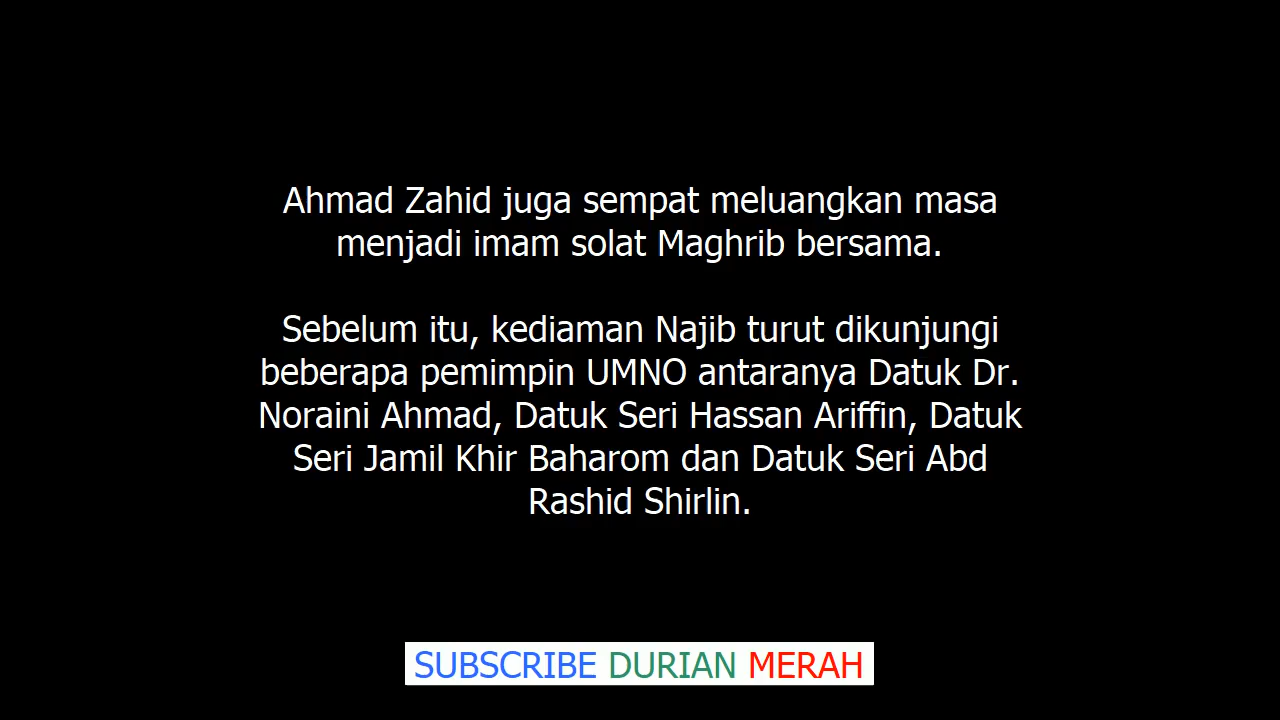 Ahmad Zahid juga sempat meluangkan masa
menjadi imam solat Maghrib bersama.
Sebelum itu, kediaman Najib turut dikunjungi
beberapa pemimpin UMNO antaranya Datuk Dr.
Noraini Ahmad, Datuk Seri Hassan Ariffin, Datuk
Seri Jamil Khir Baharom dan Datuk Seri Abd
Rashid Shirlin.
SUBSCRIBE DURIAN MERAH